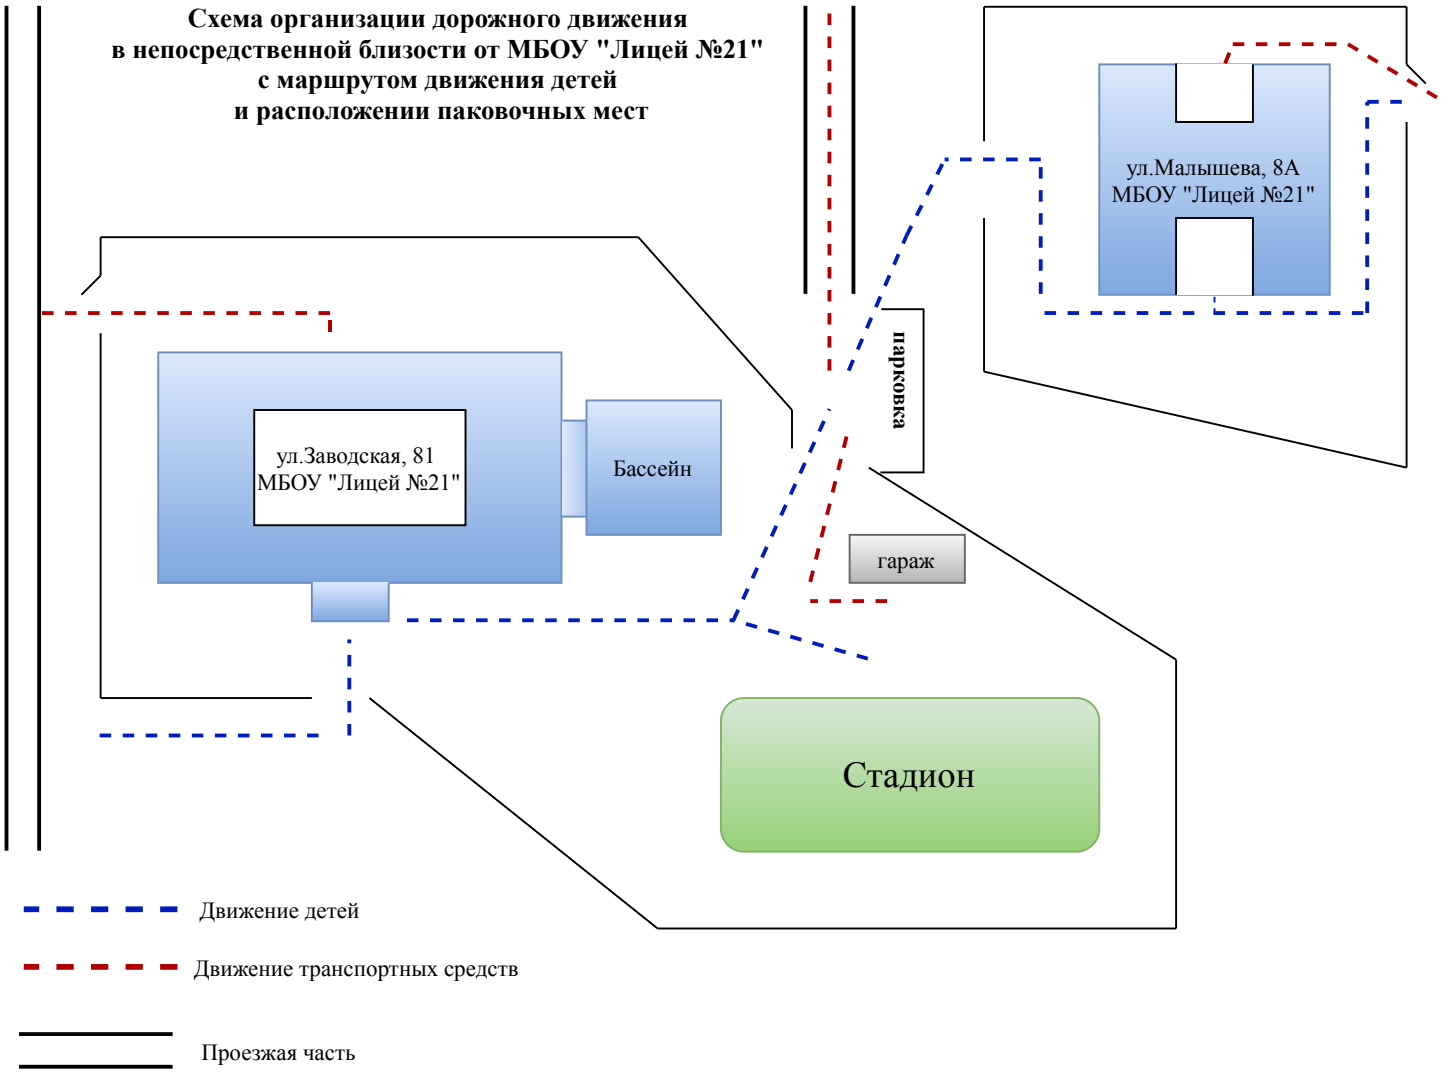 Схема организации дорожного движения
в непосредственной близости от МБОУ "Лицей №21"
с маршрутом движения детей
и расположении паковочных мест
ул.Малышева, 8А
МБОУ "Лицей №21"
парковка
ул.Заводская, 81
МБОУ "Лицей №21"
Бассейн
гараж
Стадион
Движение детей
Движение транспортных средств
Проезжая часть